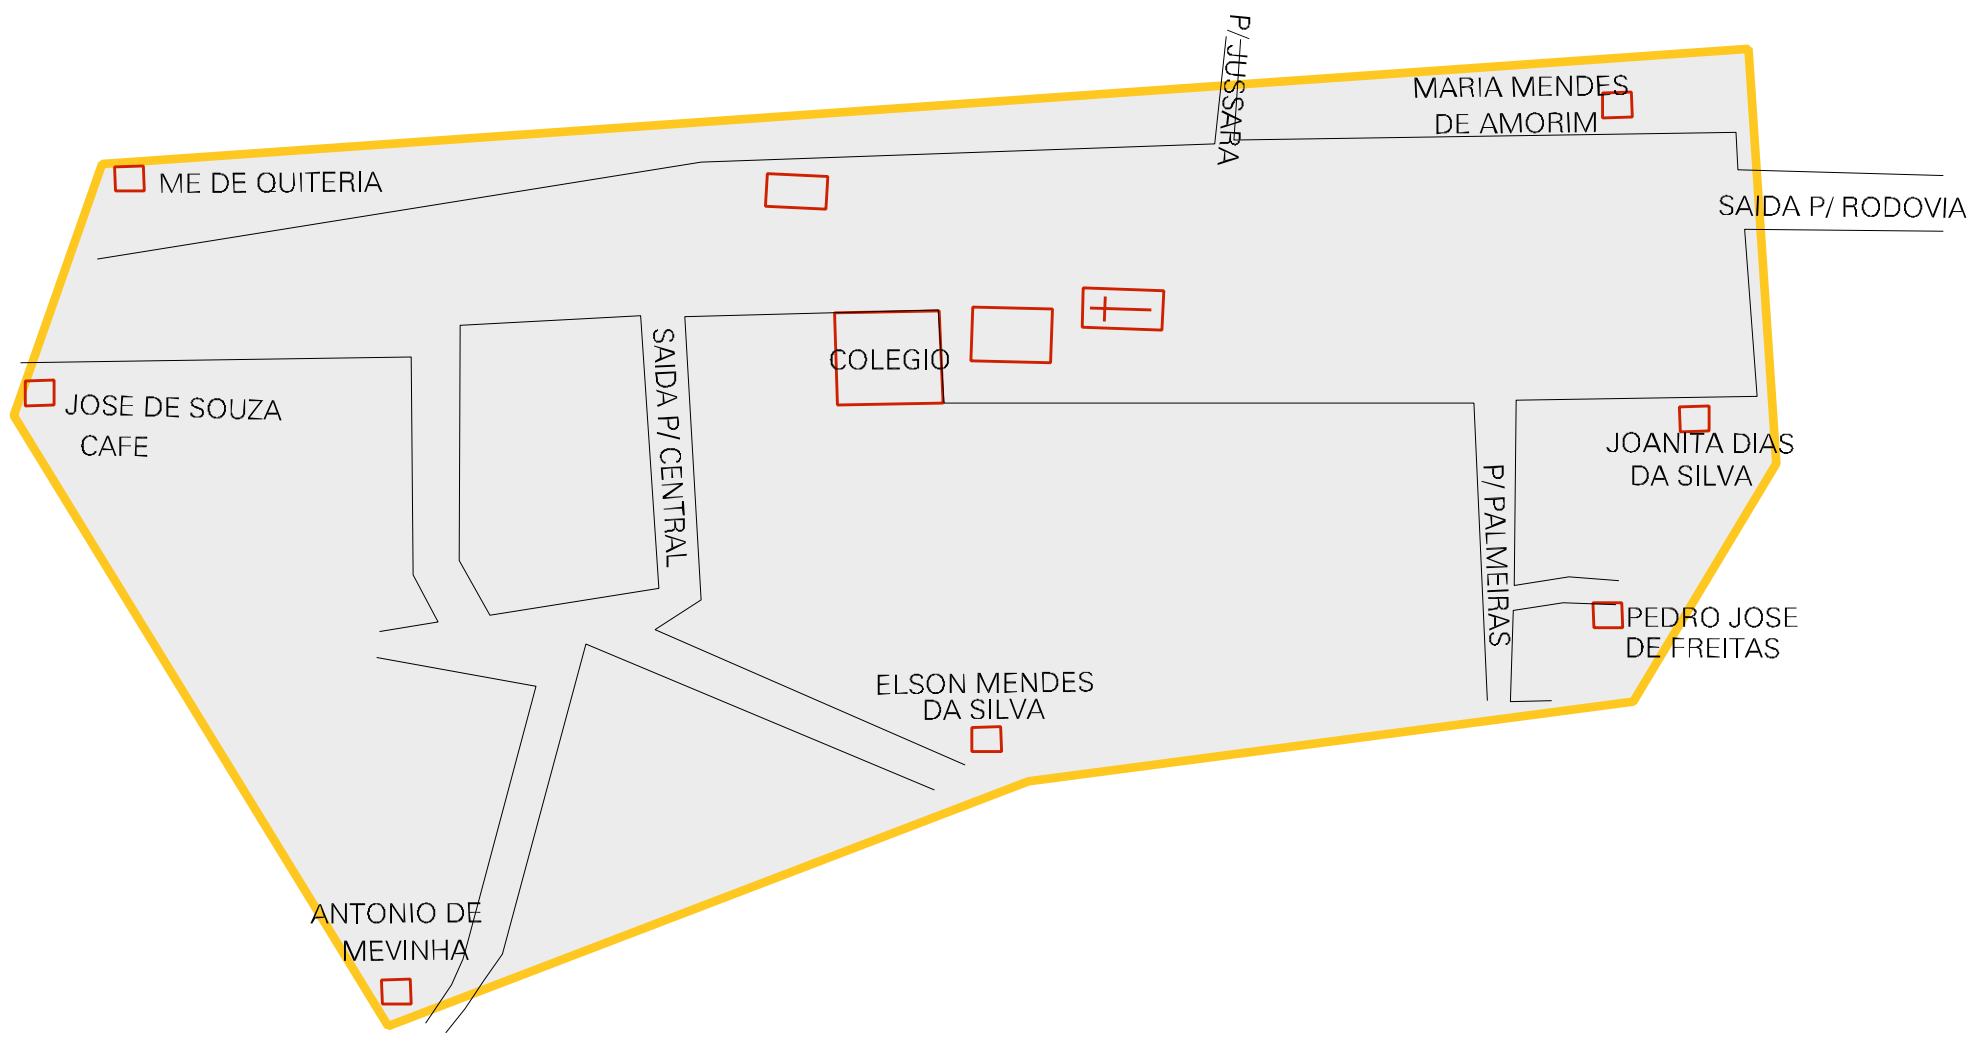 P/ JUSSARA
MARIA MENDES
DE AMORIM
ME DE QUITERIA
SAIDA P/ RODOVIA
SAIDA P/ CENTRAL
COLEGIO
JOSE DE SOUZA
CAFE
JOANITA DIAS
DA SILVA
P/ PALMEIRAS
PEDRO JOSE
DE FREITAS
ELSON MENDES
DA SILVA
ANTONIO DE
MEVINHA